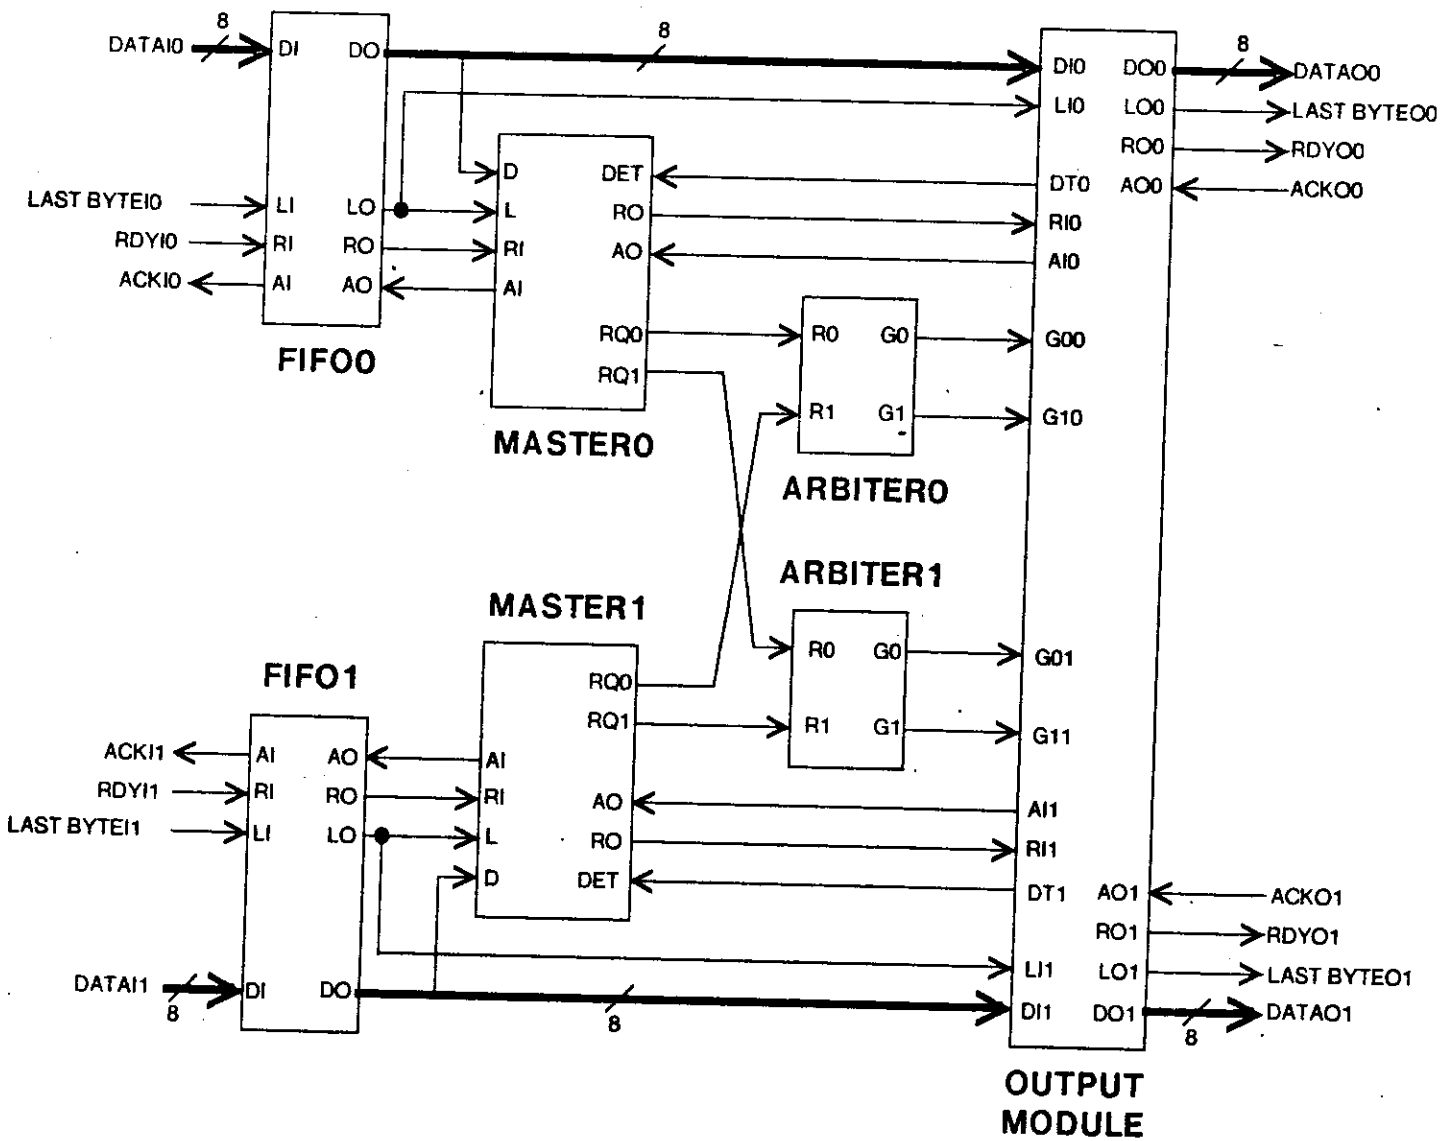 8 8 8
DATAI0 DI DO DI0 DO0 DATAO0
LI0 LO0 LAST BYTEO0
RO0 RDYO0
D DET DT0 AO0 ACKO0
LAST BYTEI0 LI LO L RO RI0
RDYI0 RI RO RI AO AI0
ACKI0 AI AO AI
RQ0 R0 G0 G00
FIFO0
RQ1
R1 G1 G10
MASTER0
ARBITER0
ARBITER1
MASTER1
R0 G0 G01
FIFO1 RQ0
RQ1 R1 G1 G11
ACKI1 AI AO AI
RDYI1 RI RO RI AO AI1
LAST BYTEI1 LI LO L RO RI1
D DET DT1 AO1 ACKO1
RO1 RDYO1
LI1 LO1 LAST BYTEO1
DATAI1 DI DO DI1 DO1 DATAO1
8 8 8
OUTPUT
MODULE